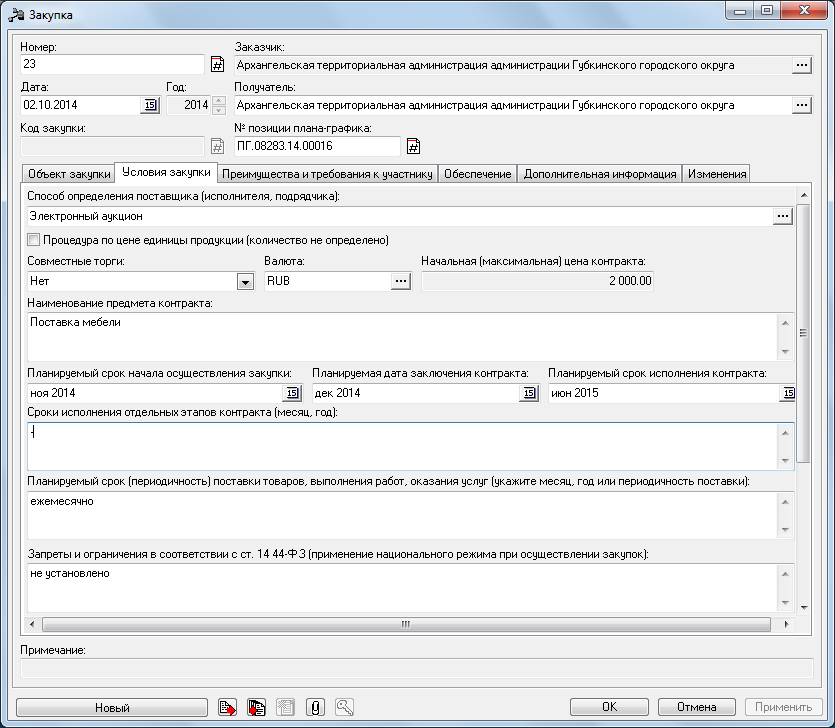 Закупка
Номер: Заказчик:
23 Архангельская территориальная администрация администрации Губкинского городского округа ...
Дата: Год: Получатель:
02.10.2014 15 2014 Архангельская территориальная администрация администрации Губкинского городского округа ...
Код закупки: № позиции плана-графика:
ПГ.08283.14.00016
Объект закупки Условия закупки Преимущества и требования к участнику Обеспечение Дополнительная информация Изменения
Способ определения поставщика (исполнителя, подрядчика):
Электронный аукцион ...
Процедура по цене единицы продукции (количество не определено)
Совместные торги: Валюта: Начальная (максимальная) цена контракта:
Нет RUB ... 2 000.00
Наименование предмета контракта:
Поставка мебели
Планируемый срок начала осуществления закупки: Планируемая дата заключения контракта: Планируемый срок исполнения контракта:
ноя 2014 15 дек 2014 15 июн 2015 15
Сроки исполнения отдельных этапов контракта (месяц, год):
-
Планируемый срок (периодичность) поставки товаров, выполнения работ, оказания услуг (укажите месяц, год или периодичность поставки):
ежемесячно
Запреты и ограничения в соответствии с ст. 14 44-ФЗ (применение национального режима при осуществлении закупок):
не установлено
Примечание:
Новый OK Отмена Применить